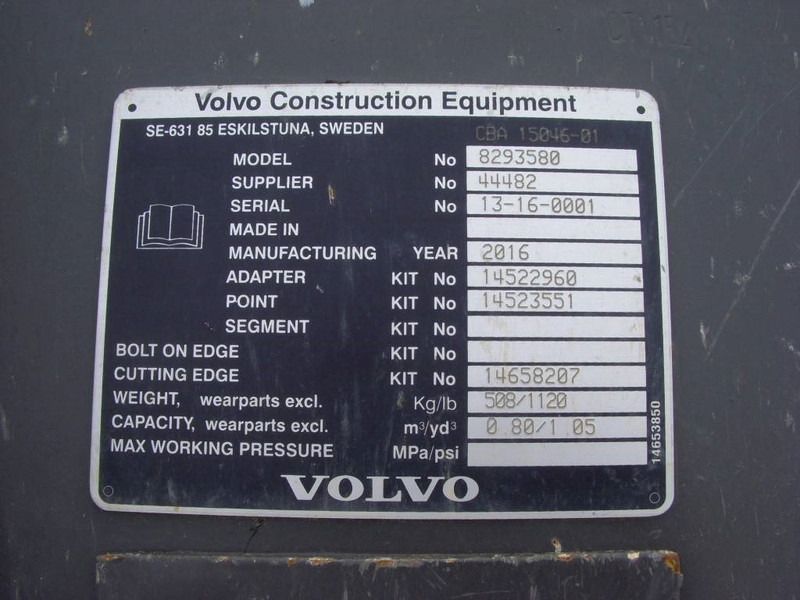 Volvo Construction Equipment
SE-631 85 ESKILSTUNA, SWEDEN CBA 15046-01
MODEL No 8293580
SUPPLIER No 44482
SERIAL No 13-16-0001
MADE IN
MANUFACTURING YEAR 2016
ADAPTER KIT No 14522960
POINT KIT No 14523551
SEGMENT KIT No
BOLT ON EDGE KIT No
CUTTING EDGE KIT No 14658207
WEIGHT, wearparts excl. Kg/lb 508/1120
CAPACITY, wearparts excl. m³/yd³ 0.80/1.05
MAX WORKING PRESSURE MPa/psi
14653850
VOLVO